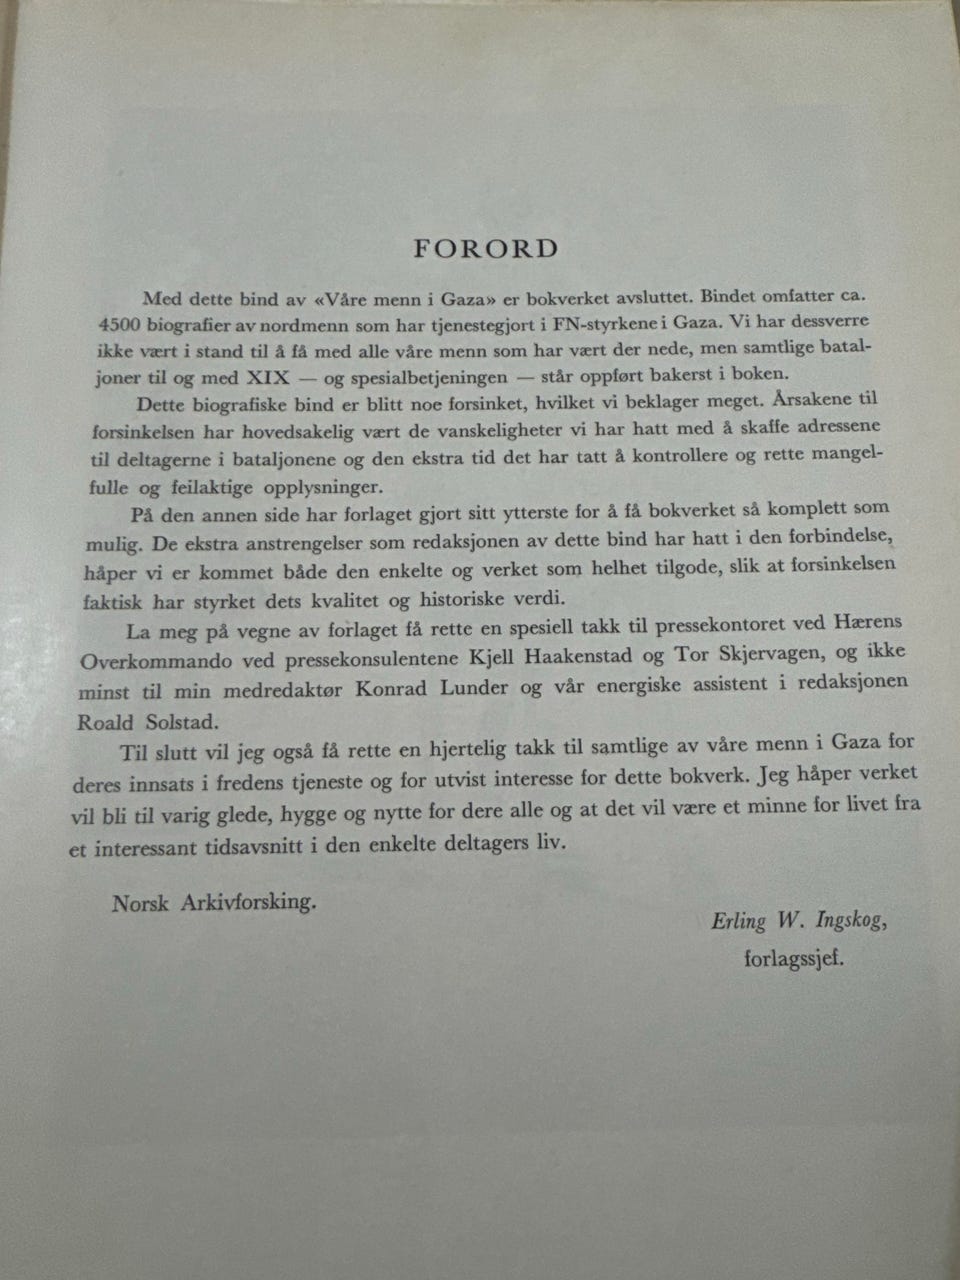 FORORD
Med dette bind av «Våre menn i Gaza» er bokverket avsluttet. Bindet omfatter ca.
4500 biografier av nordmenn som har tjenestegjort i FN-styrkene i Gaza. Vi har dessverre
ikke vært i stand til å få med alle våre menn som har vært der nede, men samtlige batal-
joner til og med XIX — og spesialbetjeningen — står oppført bakerst i boken.
Dette biografiske bind er blitt noe forsinket, hvilket vi beklager meget. Årsakene til
forsinkelsen har hovedsakelig vært de vanskeligheter vi har hatt med å skaffe adressene
til deltagerne i bataljonene og den ekstra tid det har tatt å kontrollere og rette mangel-
fulle og feilaktige opplysninger.
På den annen side har forlaget gjort sitt ytterste for å få bokverket så komplett som
mulig. De ekstra anstrengelser som redaksjonen av dette bind har hatt i den forbindelse,
håper vi er kommet både den enkelte og verket som helhet tilgode, slik at forsinkelsen
faktisk har styrket dets kvalitet og historiske verdi.
La meg på vegne av forlaget få rette en spesiell takk til pressekontoret ved Hærens
Overkommando ved pressekonsulentene Kjell Haakenstad og Tor Skjervagen, og ikke
minst til min medredaktør Konrad Lunder og vår energiske assistent i redaksjonen
Roald Solstad.
Til slutt vil jeg også få rette en hjertelig takk til samtlige av våre menn i Gaza for
deres innsats i fredens tjeneste og for utvist interesse for dette bokverk. Jeg håper verket
vil bli til varig glede, hygge og nytte for dere alle og at det vil være et minne for livet fra
et interessant tidsavsnitt i den enkelte deltagers liv.
Norsk Arkivforsking.
Erling W. Ingskog,
forlagssjef.